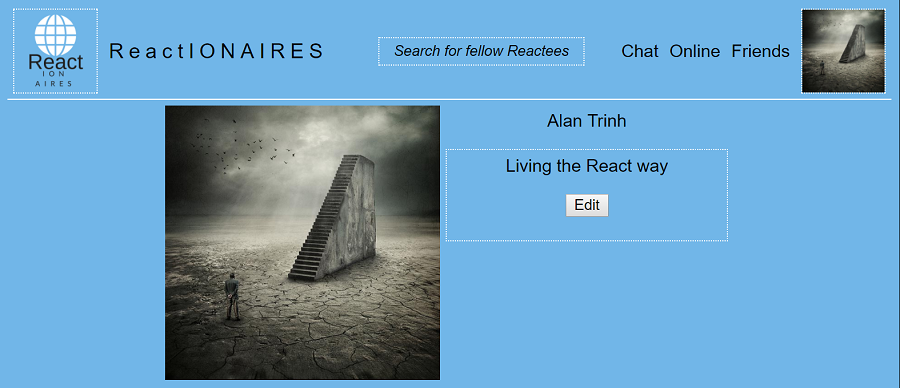 React
ION
AIRES
ReactIONAIRES
Search for fellow Reactees
Chat Online Friends
Alan Trinh
Living the React way
Edit